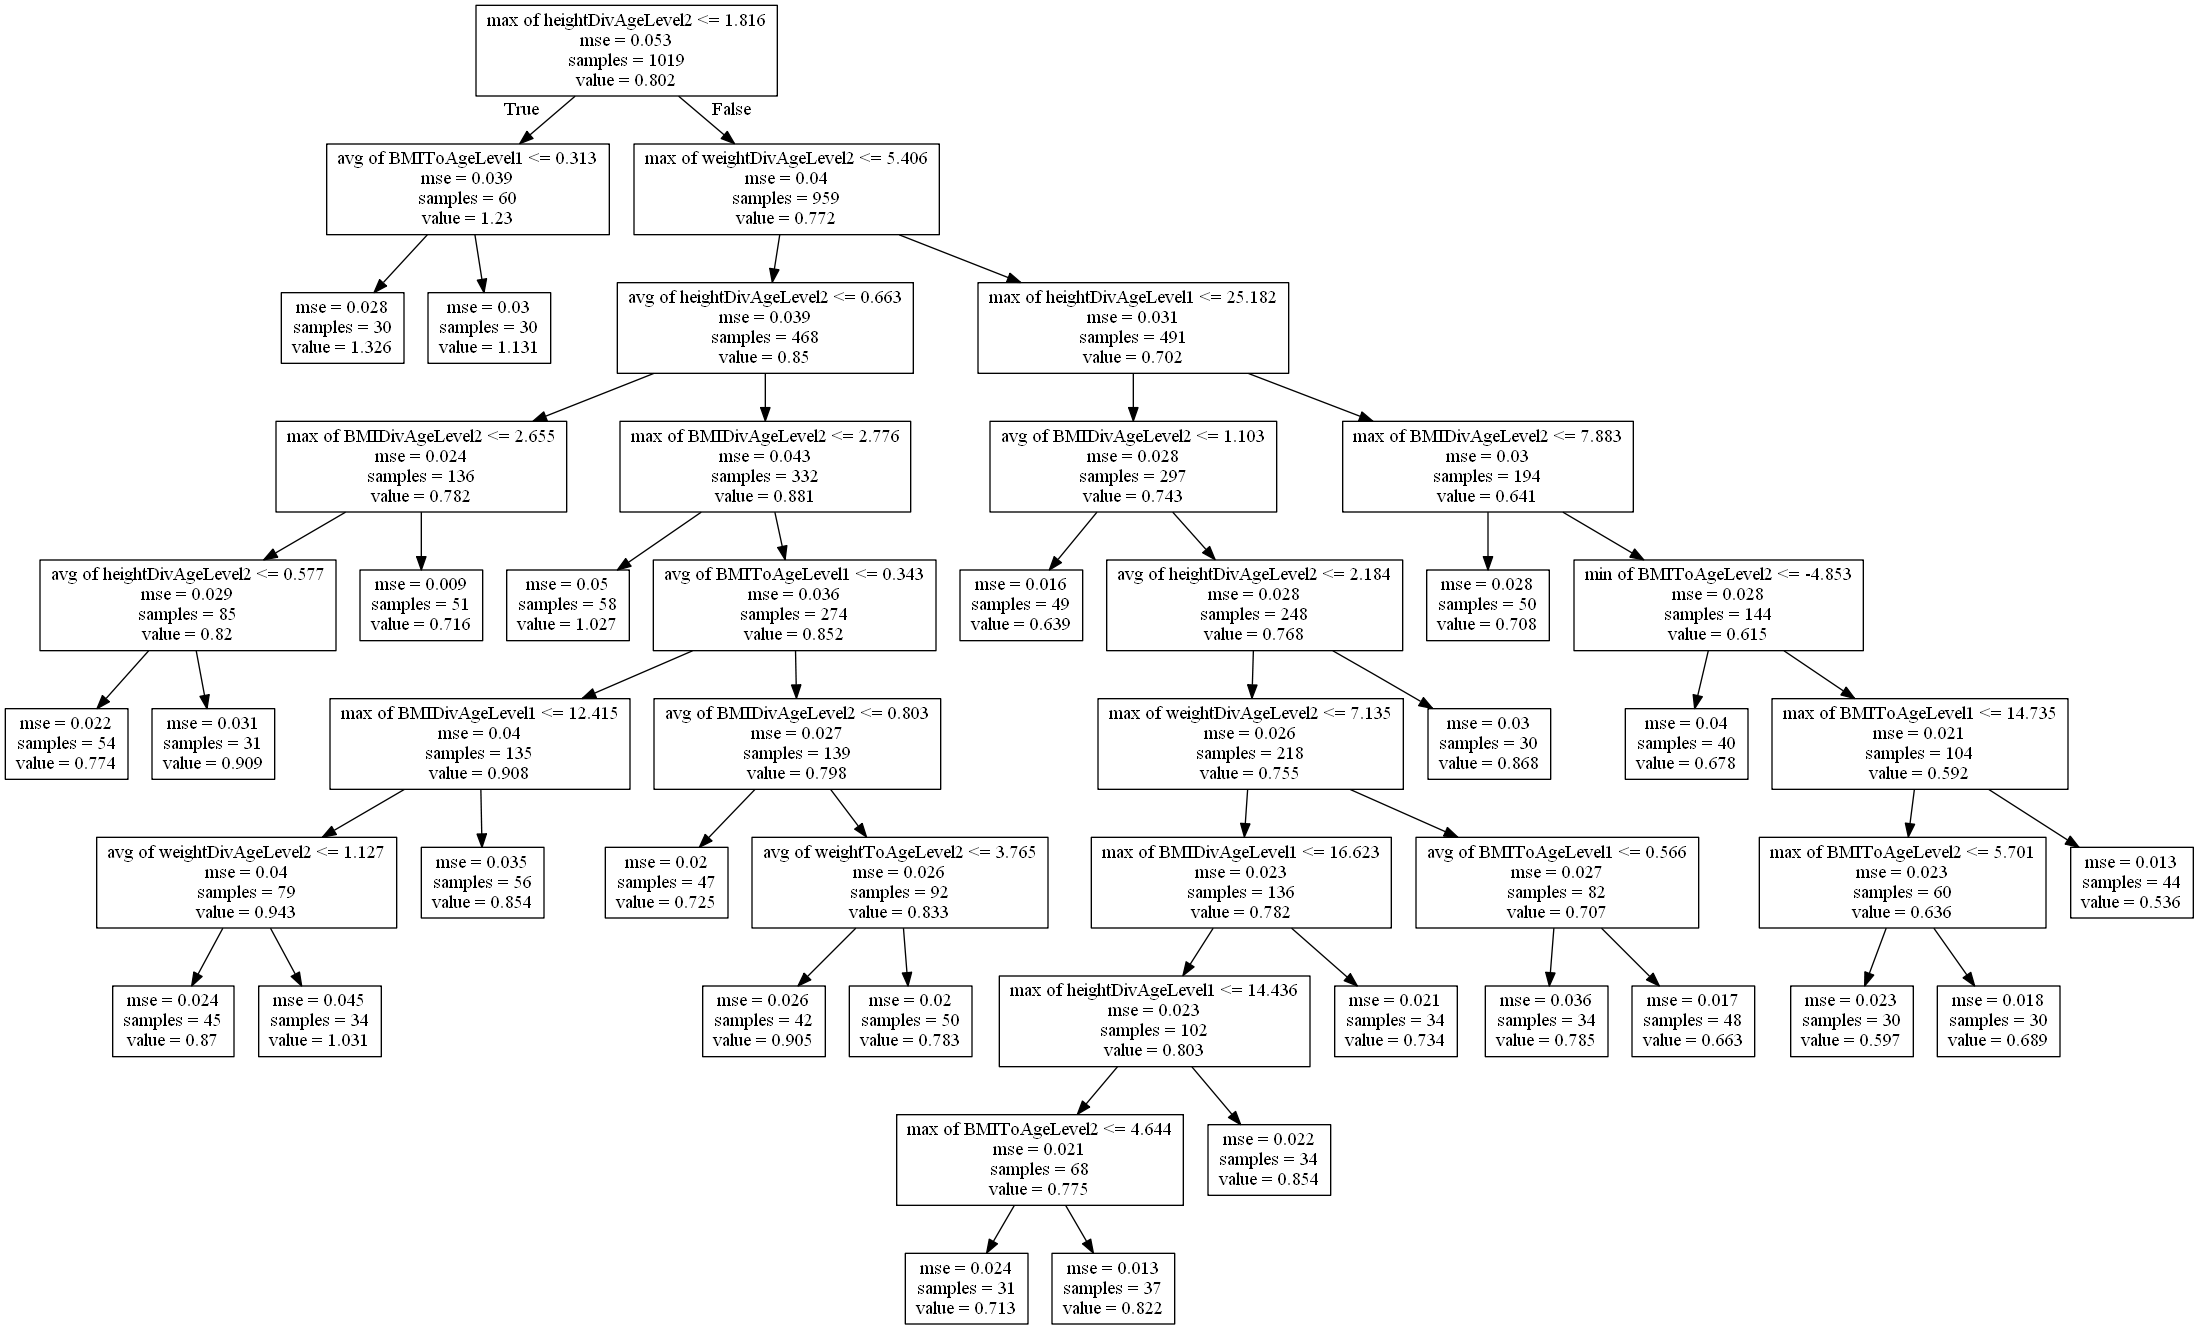 max of heightDivAgeLevel2 <= 1.816
mse = 0.053
samples = 1019
value = 0.802
True
False
avg of BMIToAgeLevel1 <= 0.313
mse = 0.039
samples = 60
value = 1.23
max of weightDivAgeLevel2 <= 5.406
mse = 0.04
samples = 959
value = 0.772
mse = 0.028
samples = 30
value = 1.326
mse = 0.03
samples = 30
value = 1.131
avg of heightDivAgeLevel2 <= 0.663
mse = 0.039
samples = 468
value = 0.85
max of heightDivAgeLevel1 <= 25.182
mse = 0.031
samples = 491
value = 0.702
max of BMIDivAgeLevel2 <= 2.655
mse = 0.024
samples = 136
value = 0.782
max of BMIDivAgeLevel2 <= 2.776
mse = 0.043
samples = 332
value = 0.881
avg of BMIDivAgeLevel2 <= 1.103
mse = 0.028
samples = 297
value = 0.743
max of BMIDivAgeLevel2 <= 7.883
mse = 0.03
samples = 194
value = 0.641
avg of heightDivAgeLevel2 <= 0.577
mse = 0.029
samples = 85
value = 0.82
mse = 0.009
samples = 51
value = 0.716
mse = 0.05
samples = 58
value = 1.027
avg of BMIToAgeLevel1 <= 0.343
mse = 0.036
samples = 274
value = 0.852
mse = 0.016
samples = 49
value = 0.639
avg of heightDivAgeLevel2 <= 2.184
mse = 0.028
samples = 248
value = 0.768
mse = 0.028
samples = 50
value = 0.708
min of BMIToAgeLevel2 <= -4.853
mse = 0.028
samples = 144
value = 0.615
mse = 0.022
samples = 54
value = 0.774
mse = 0.031
samples = 31
value = 0.909
max of BMIDivAgeLevel1 <= 12.415
mse = 0.04
samples = 135
value = 0.908
avg of BMIDivAgeLevel2 <= 0.803
mse = 0.027
samples = 139
value = 0.798
max of weightDivAgeLevel2 <= 7.135
mse = 0.026
samples = 218
value = 0.755
mse = 0.03
samples = 30
value = 0.868
mse = 0.04
samples = 40
value = 0.678
max of BMIToAgeLevel1 <= 14.735
mse = 0.021
samples = 104
value = 0.592
avg of weightDivAgeLevel2 <= 1.127
mse = 0.04
samples = 79
value = 0.943
mse = 0.035
samples = 56
value = 0.854
mse = 0.02
samples = 47
value = 0.725
avg of weightToAgeLevel2 <= 3.765
mse = 0.026
samples = 92
value = 0.833
max of BMIDivAgeLevel1 <= 16.623
mse = 0.023
samples = 136
value = 0.782
avg of BMIToAgeLevel1 <= 0.566
mse = 0.027
samples = 82
value = 0.707
max of BMIToAgeLevel2 <= 5.701
mse = 0.023
samples = 60
value = 0.636
mse = 0.013
samples = 44
value = 0.536
mse = 0.024
samples = 45
value = 0.87
mse = 0.045
samples = 34
value = 1.031
mse = 0.026
samples = 42
value = 0.905
mse = 0.02
samples = 50
value = 0.783
max of heightDivAgeLevel1 <= 14.436
mse = 0.023
samples = 102
value = 0.803
mse = 0.021
samples = 34
value = 0.734
mse = 0.036
samples = 34
value = 0.785
mse = 0.017
samples = 48
value = 0.663
mse = 0.023
samples = 30
value = 0.597
mse = 0.018
samples = 30
value = 0.689
max of BMIToAgeLevel2 <= 4.644
mse = 0.021
samples = 68
value = 0.775
mse = 0.022
samples = 34
value = 0.854
mse = 0.024
samples = 31
value = 0.713
mse = 0.013
samples = 37
value = 0.822